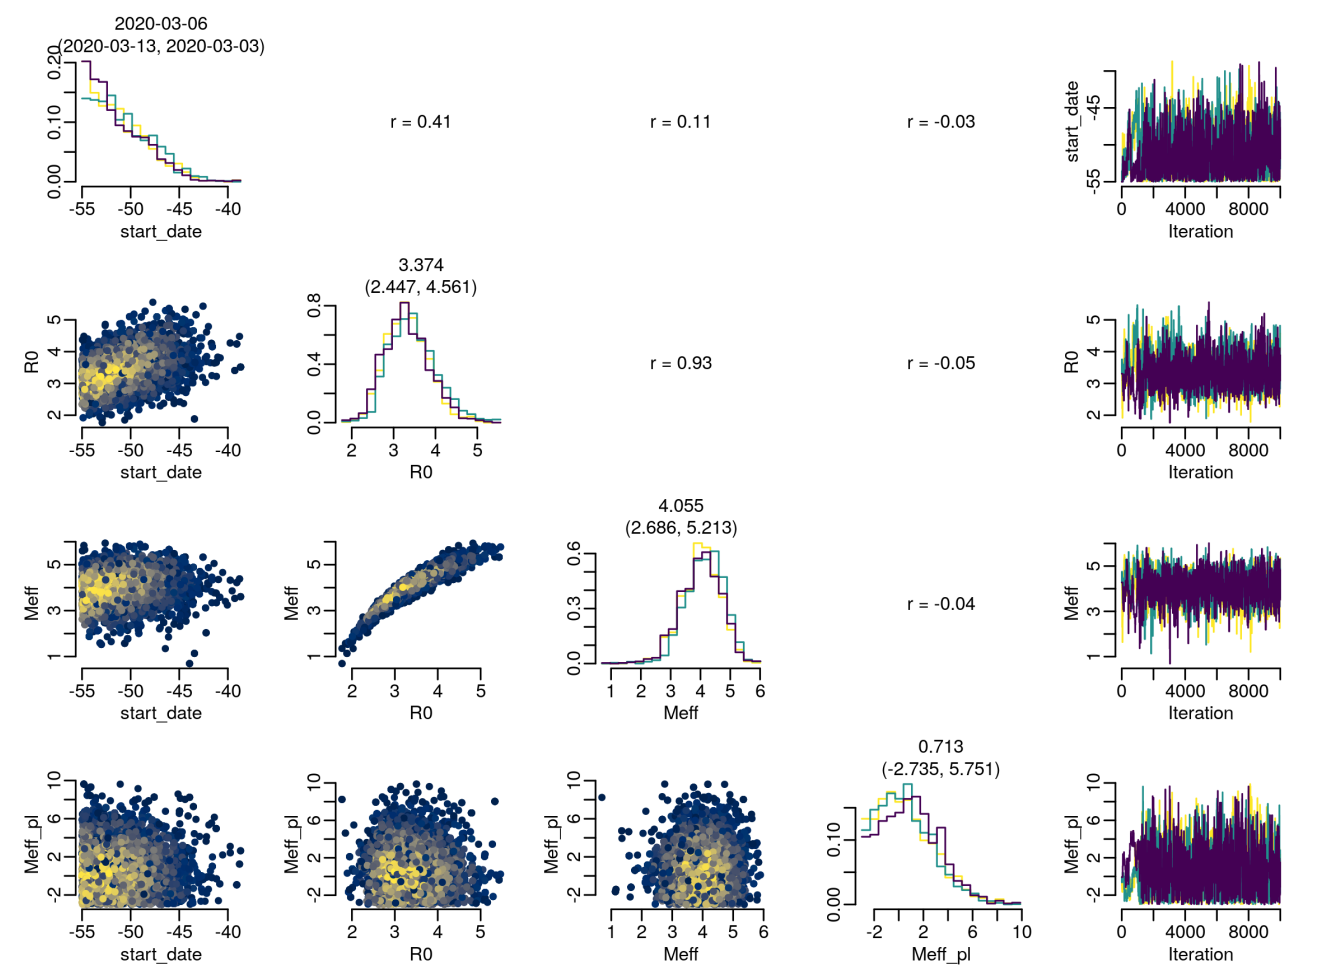 2020-03-06
(2020-03-13, 2020-03-03)
0.00 0.10 0.20
-55 -50 -45 -40
start_date
r = 0.41
r = 0.11
r = -0.03
start_date
-55 -45
0 4000 8000
Iteration
R0
2 3 4 5
-55 -50 -45 -40
start_date
3.374
(2.447, 4.561)
0.0 0.4 0.8
2 3 4 5
R0
r = 0.93
r = -0.05
R0
2 3 4 5
0 4000 8000
Iteration
Meff
1 3 5
-55 -50 -45 -40
start_date
Meff
1 3 5
2 3 4 5
R0
4.055
(2.686, 5.213)
0.0 0.3 0.6
1 2 3 4 5 6
Meff
r = -0.04
Meff
1 3 5
0 4000 8000
Iteration
Meff_pl
-2 2 6 10
-55 -50 -45 -40
start_date
Meff_pl
-2 2 6 10
2 3 4 5
R0
Meff_pl
-2 2 6 10
1 2 3 4 5 6
Meff
0.713
(-2.735, 5.751)
0.00 0.10
-2 2 6 10
Meff_pl
Meff_pl
-2 2 6 10
0 4000 8000
Iteration